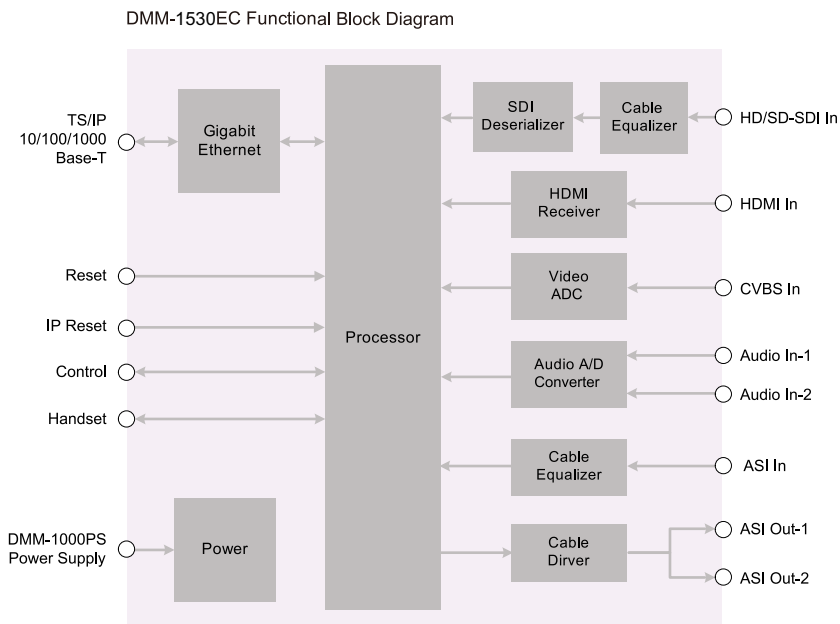 DMM-1530EC Functional Block Diagram
TS/IP
10/100/1000
Base-T
Gigabit
Ethernet
Reset
IP Reset
Control
Handset
DMM-1000PS
Power Supply
Power
Processor
SDI
Deserializer
Cable
Equalizer
HD/SD-SDI In
HDMI
Receiver
HDMI In
Video
ADC
CVBS In
Audio A/D
Converter
Audio In-1
Audio In-2
Cable
Equalizer
ASI In
Cable
Dirver
ASI Out-1
ASI Out-2